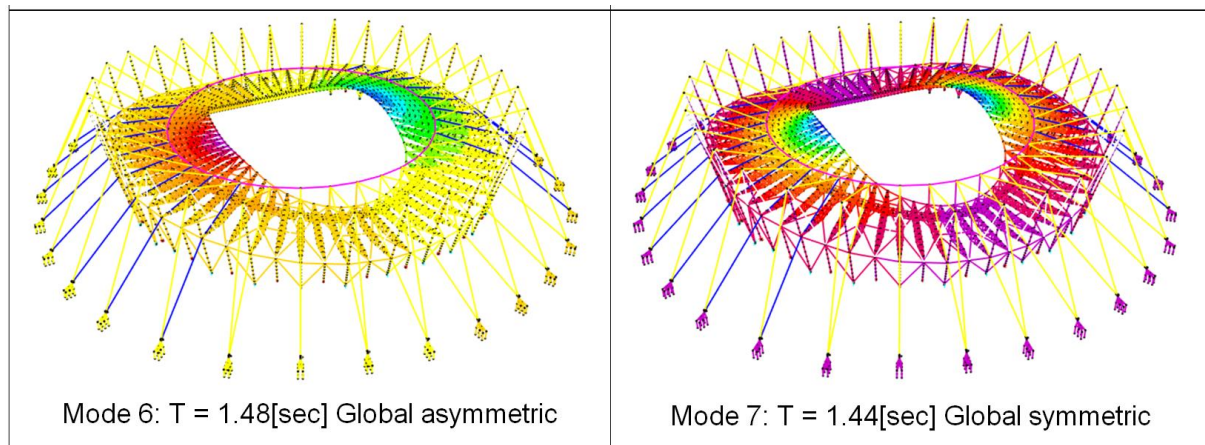 Mode 6: T = 1.48[sec] Global asymmetric
Mode 7: T = 1.44[sec] Global symmetric